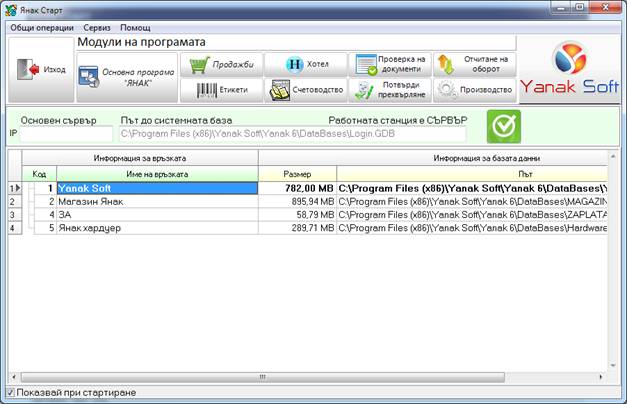 Янак Старт
Общи операции Сервиз Помощ
Модули на програмата
Изход
Основна програма
"ЯНАК"
Продажби
Хотел
Проверка на
документи
Отчитане на
оборот
Етикети
Счетоводство
Потвърди
прехвърляне
Производство
Yanak Soft
Основен сървър Път до системната база Работната станция е СЪРВЪР
IP C:\Program Files (x86)\Yanak Soft\Yanak 6\DataBases\Login.GDB
Информация за връзката Информация за базата данни
Код Име на връзката Размер Път
1 1 Yanak Soft 782,00 MB C:\Program Files (x86)\Yanak Soft\Yanak 6\DataBases\Y
2 2 Магазин Янак 895,94 MB C:\Program Files (x86)\Yanak Soft\Yanak 6\DataBases\MAGAZIN
3 4 ЗА 58,79 MB C:\Program Files (x86)\Yanak Soft\Yanak 6\DataBases\ZAPLATA
4 5 Янак хардуер 289,71 MB C:\Program Files (x86)\Yanak Soft\Yanak 6\DataBases\Hardware
Показвай при стартиране